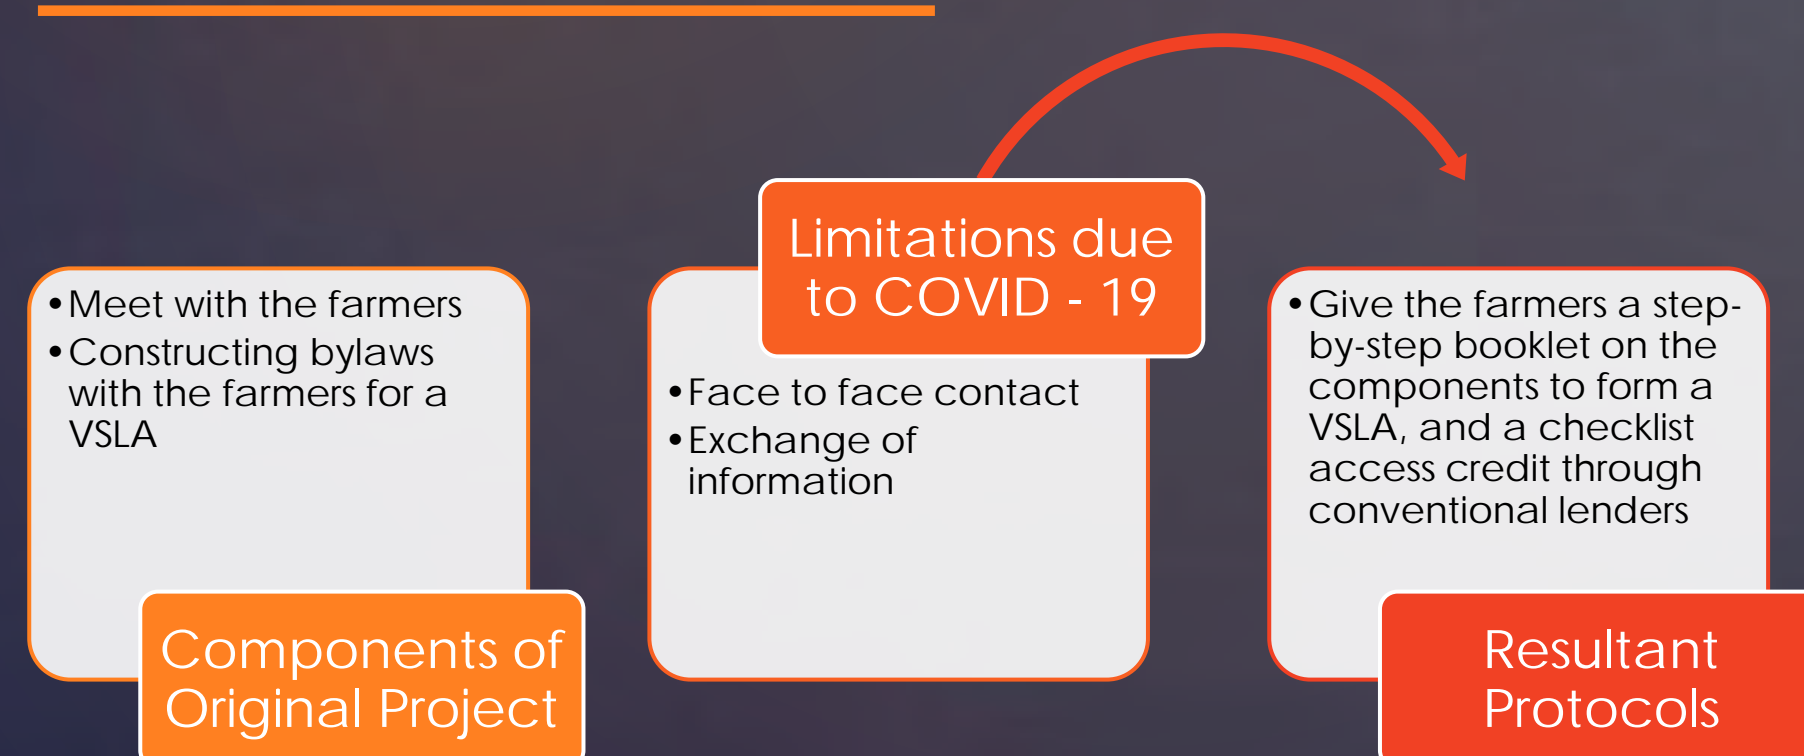 • Meet with the farmers
• Constructing bylaws
with the farmers for a
VSLA
Components of
Original Project
Limitations due
to COVID - 19
• Face to face contact
• Exchange of
information
• Give the farmers a step-
by-step booklet on the
components to form a
VSLA, and a checklist
access credit through
conventional lenders
Resultant
Protocols